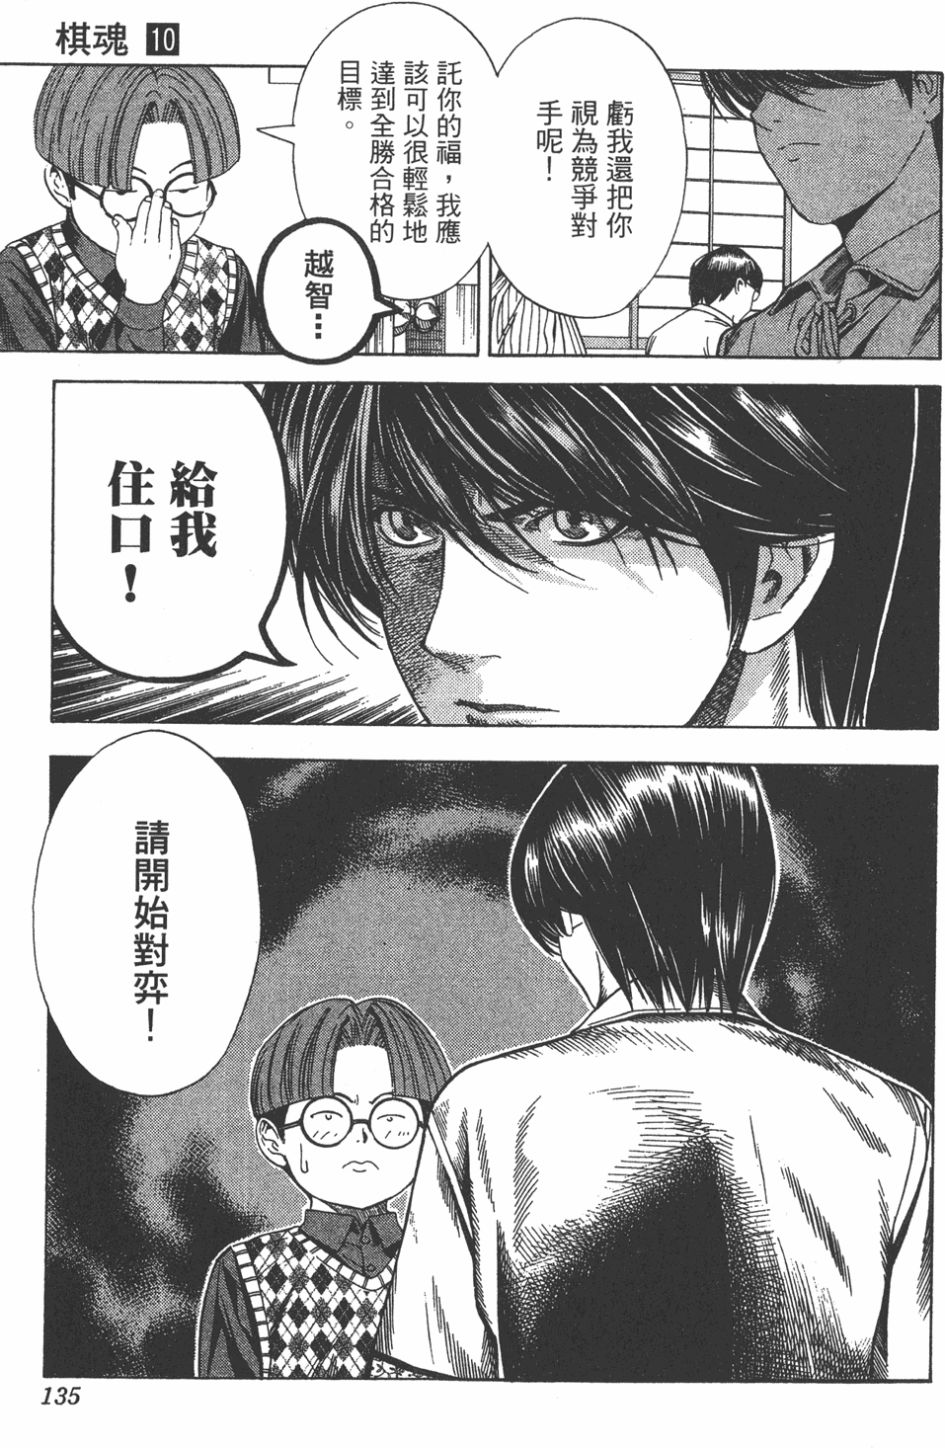 棋魂 10
虧我還把你
視為競爭對
手呢！
託你的福，我應
該可以很輕鬆地
達到全勝合格的
目標。
越智…
給我
住口！
請開始對弈！
135